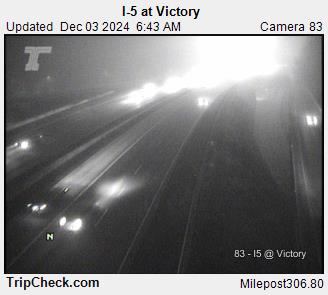 I-5 at Victory
Updated Dec 03 2024 6:43 AM Camera 83
T
N
83 - I5 @ Victory
TripCheck.com Milepost306.80